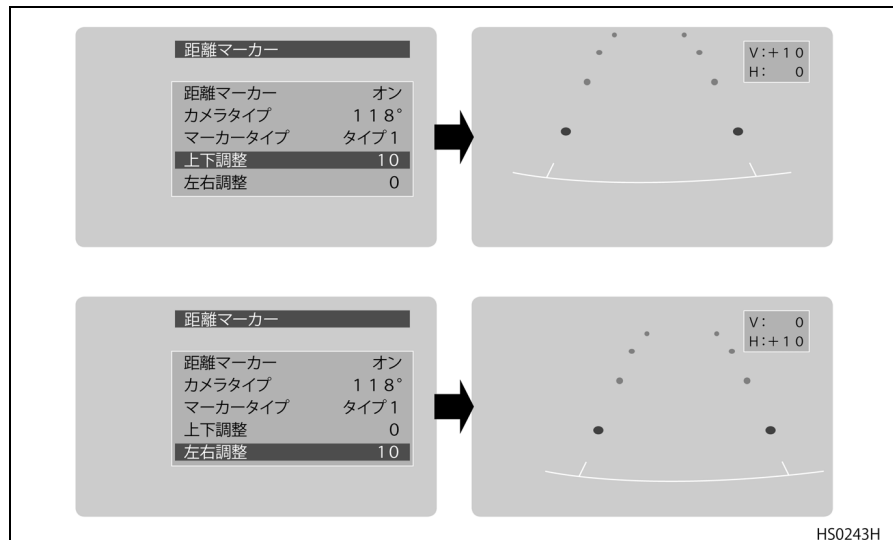 距離マーカー
距離マーカー オン
カメラタイプ 118°
マーカータイプ タイプ1
上下調整 10
左右調整 0
V:+10
H: 0
距離マーカー
距離マーカー オン
カメラタイプ 118°
マーカータイプ タイプ1
上下調整 0
左右調整 10
V: 0
H:+10
HS0243H